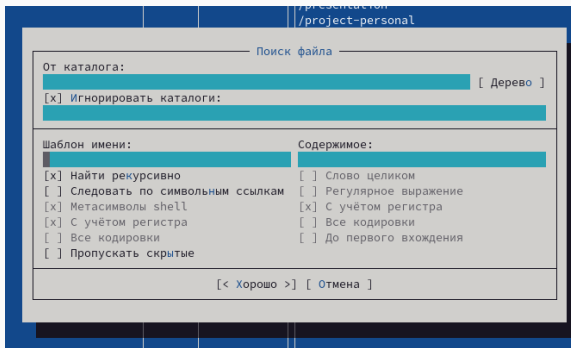 /presentation
/project-personal
Поиск файла
От каталога:
[ Дерево ]
[x] Игнорировать каталоги:
Шаблон имени: Содержимое:
[x] Найти рекурсивно [ ] Слово целиком
[ ] Следовать по символьным ссылкам [ ] Регулярное выражение
[x] Метасимволы shell [x] С учётом регистра
[x] С учётом регистра [ ] Все кодировки
[ ] Все кодировки [ ] До первого вхождения
[ ] Пропускать скрытые
[< Хорошо >] [ Отмена ]